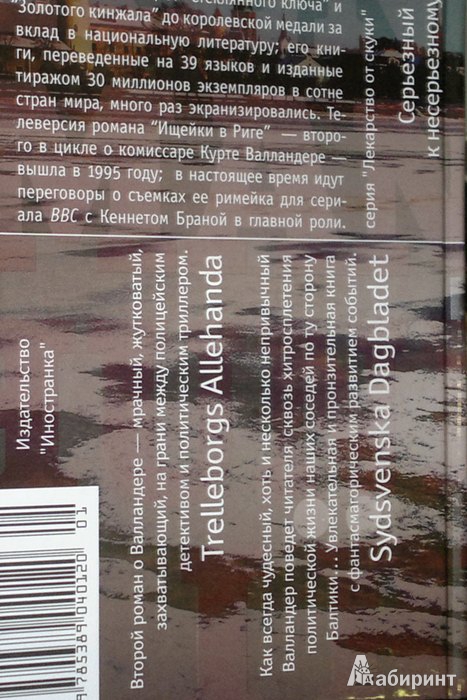 "стеклянного ключа" и
"Золотого кинжала" до королевской медали за
вклад в национальную литературу; его кни-
ги, переведенные на 39 языков и изданные
тиражом 30 миллионов экземпляров в сотне
стран мира, много раз экранизировались. Те-
леверсия романа "Ищейки в Риге" — второ-
го в цикле о комиссаре Курте Валландере —
вышла в 1995 году; в настоящее время идут
переговоры о съемках ее римейка для сери-
ала BBC с Кеннетом Браной в главной роли.
Серьезный
к несерьезному
серия "Лекарство от скуки"
Второй роман о Валландере — мрачный, жутковатый,
захватывающий, на грани между полицейским
детективом и политическим триллером.
Trelleborgs Allehanda
Как всегда чудесный, хоть и несколько непривычный
Валландер поведет читателя сквозь хитросплетения
политической жизни наших соседей по ту сторону
Балтики... Увлекательная и пронзительная книга
с фантасмагорическим развитием событий.
Sydsvenska Dagbladet
Издательство
"Иностранка"
01
9785389040120
Лабиринт